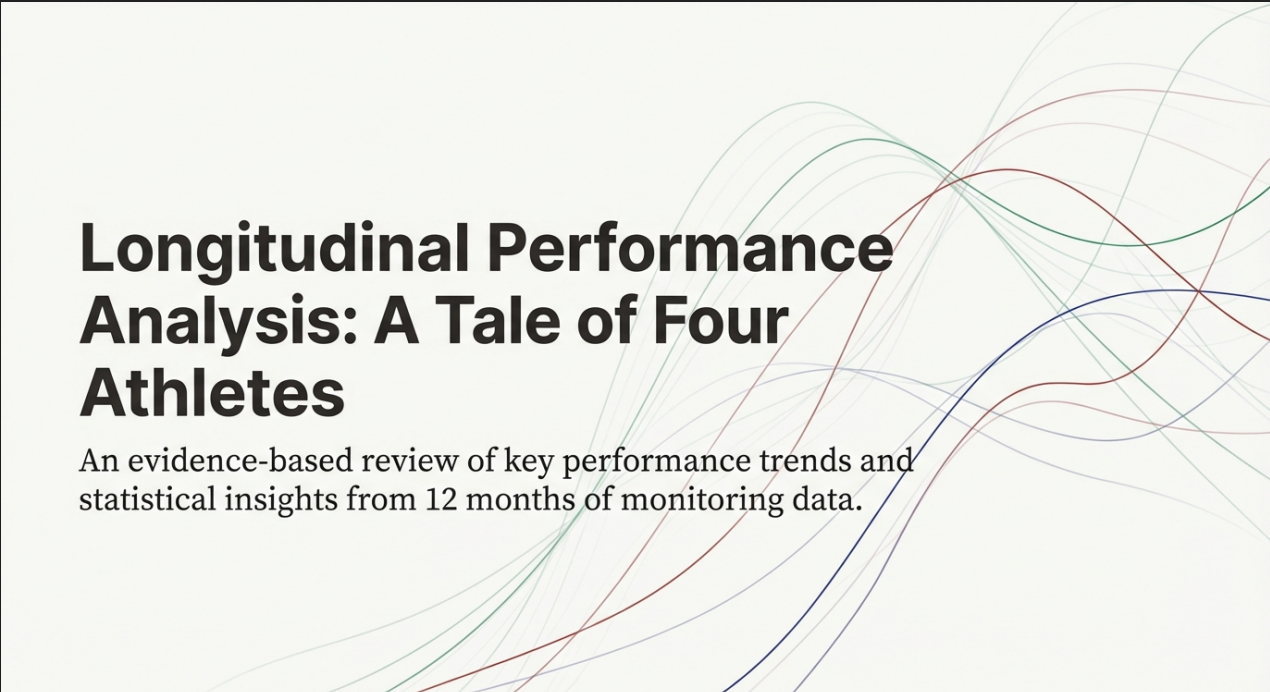 Longitudinal Performance
Analysis: A Tale of Four
Athletes
An evidence-based review of key performance trends and
statistical insights from 12 months of monitoring data.